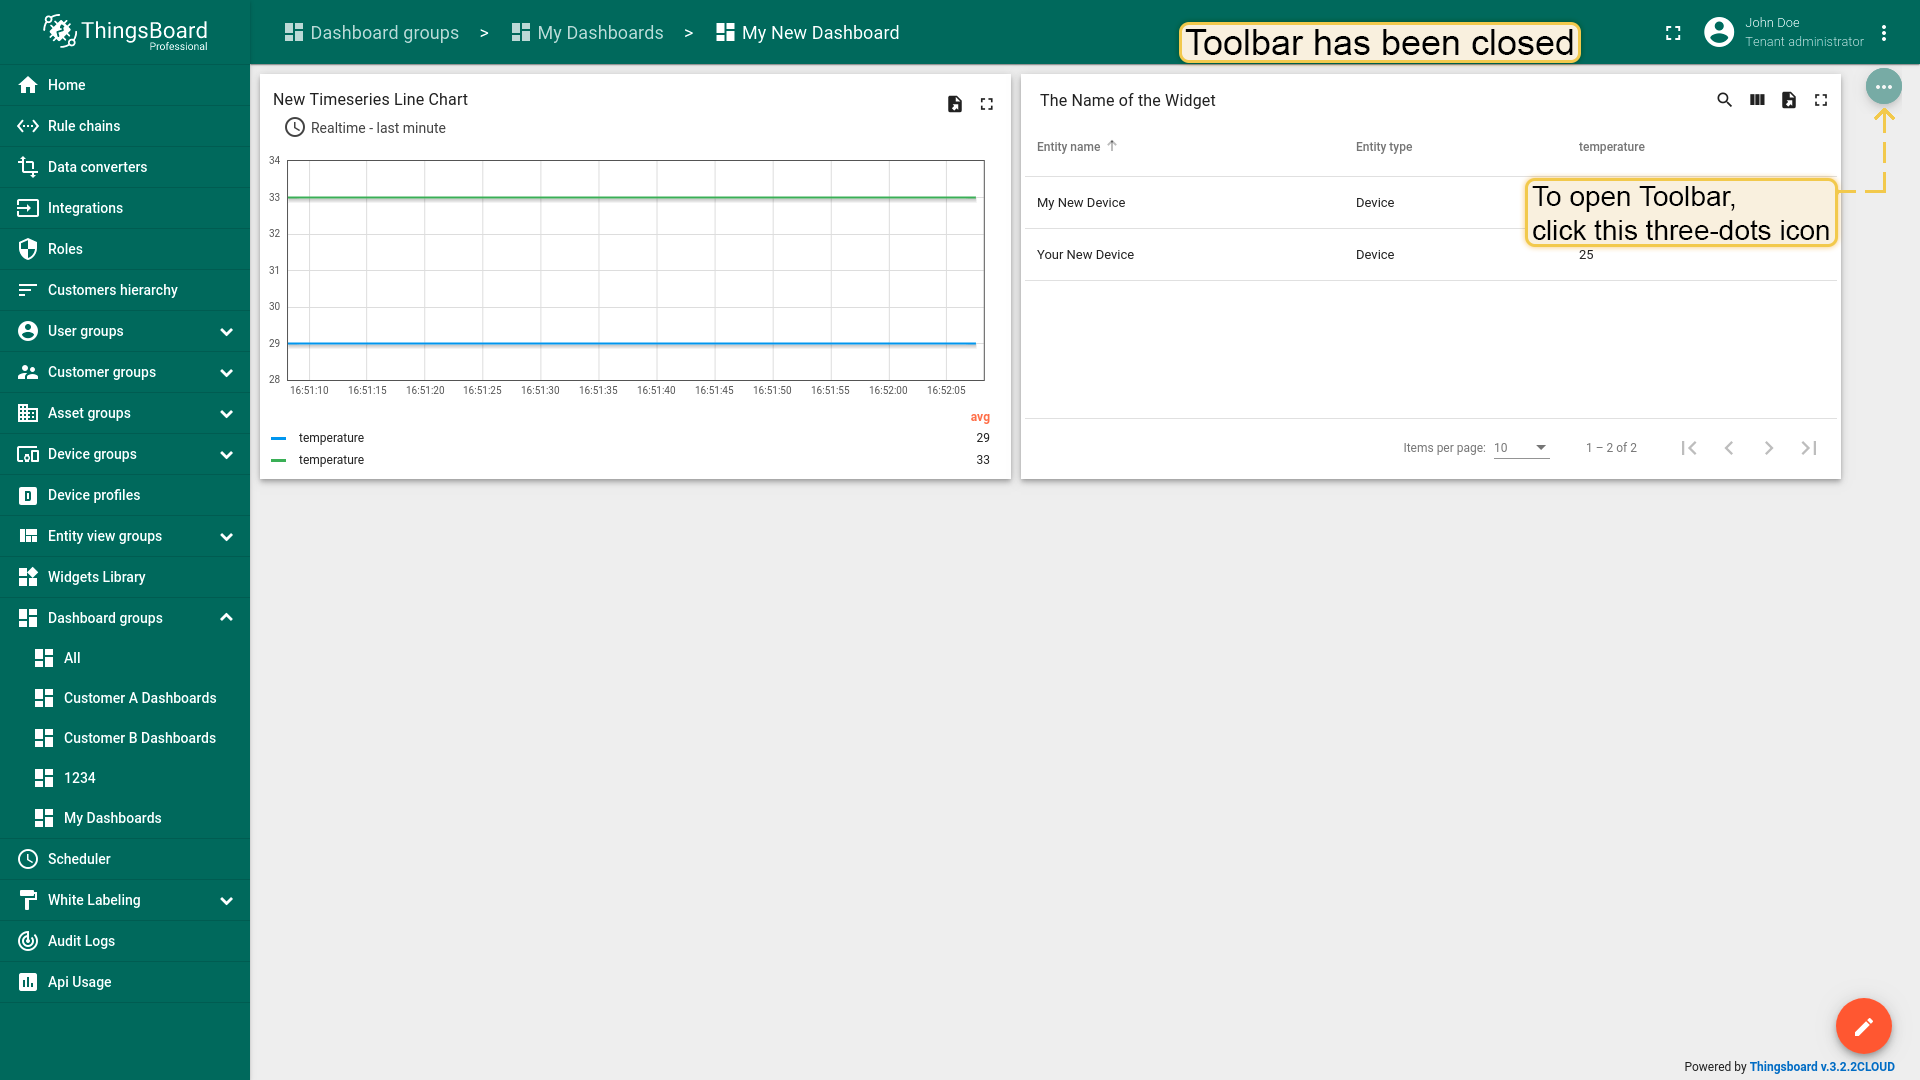 ThingsBoard
Professional
Dashboard groups > My Dashboards > My New Dashboard
Toolbar has been closed
John Doe
Tenant administrator
Home
Rule chains
Data converters
Integrations
Roles
Customers hierarchy
User groups
Customer groups
Asset groups
Device groups
Device profiles
Entity view groups
Widgets Library
Dashboard groups
All
Customer A Dashboards
Customer B Dashboards
1234
My Dashboards
Scheduler
White Labeling
Audit Logs
Api Usage
New Timeseries Line Chart
Realtime - last minute
34
33
32
31
30
29
28
16:51:10 16:51:15 16:51:20 16:51:25 16:51:30 16:51:35 16:51:40 16:51:45 16:51:50 16:51:55 16:52:00 16:52:05
avg
temperature 29
temperature 33
The Name of the Widget
Entity name Entity type temperature
My New Device Device
To open Toolbar,
click this three-dots icon
Your New Device Device 25
Items per page: 10 1 – 2 of 2
Powered by Thingsboard v.3.2.2CLOUD